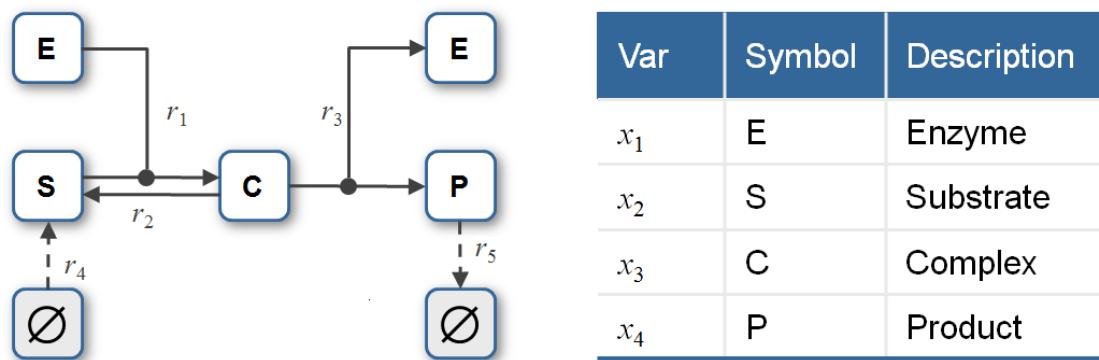 E
E
r1
r3
S
C
P
r2
r4
r5
∅
∅
Var Symbol Description
x1 E Enzyme
x2 S Substrate
x3 C Complex
x4 P Product